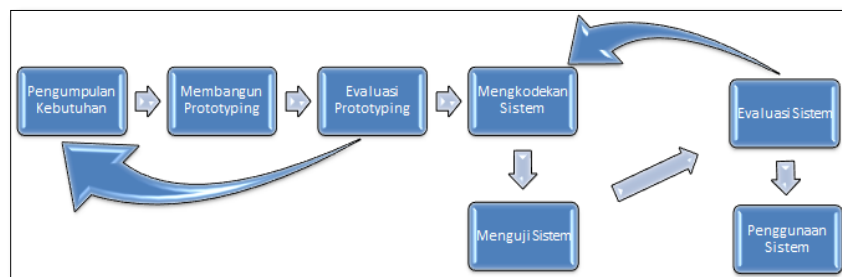 Pengumpulan
Kebutuhan
Membangun
Prototyping
Evaluasi
Prototyping
Mengkodekan
Sistem
Menguji Sistem
Evaluasi Sistem
Penggunaan
Sistem